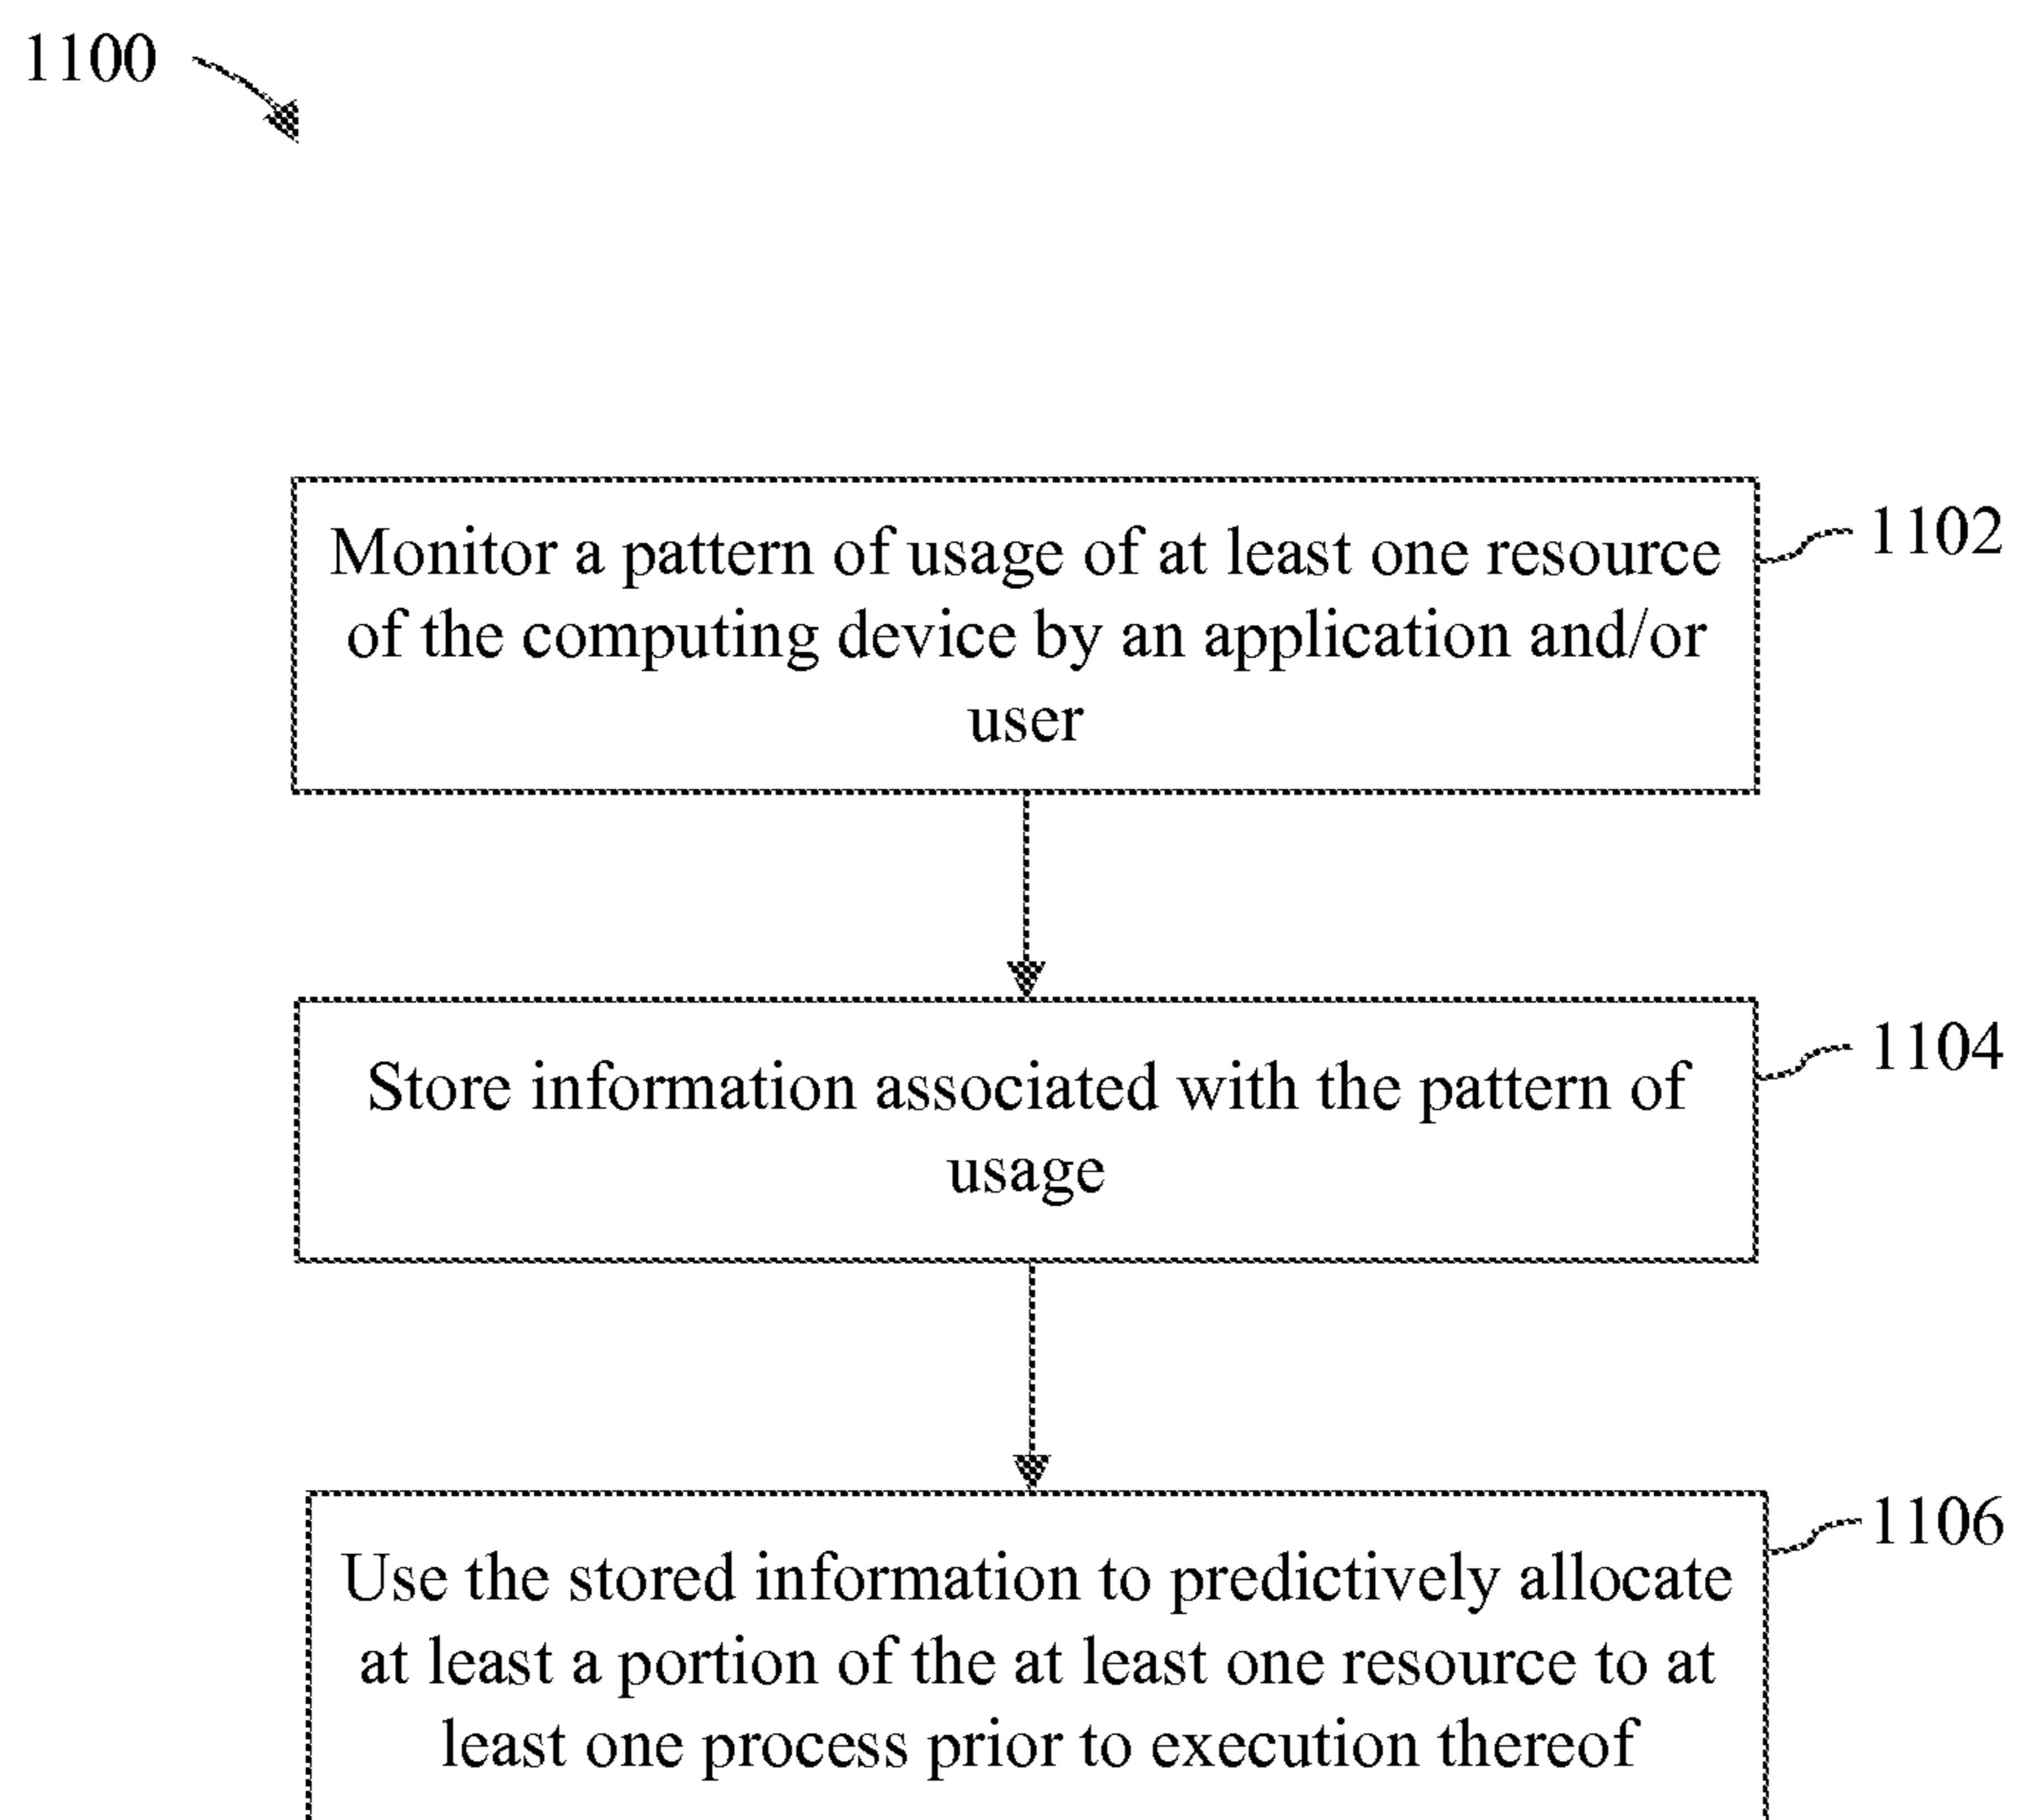 1100
Monitor a pattern of usage of at least one resource
of the computing device by an application and/or
user
1102
Store information associated with the pattern of
usage
1104
Use the stored information to predictively allocate
at least a portion of the at least one resource to at
least one process prior to execution thereof
1106